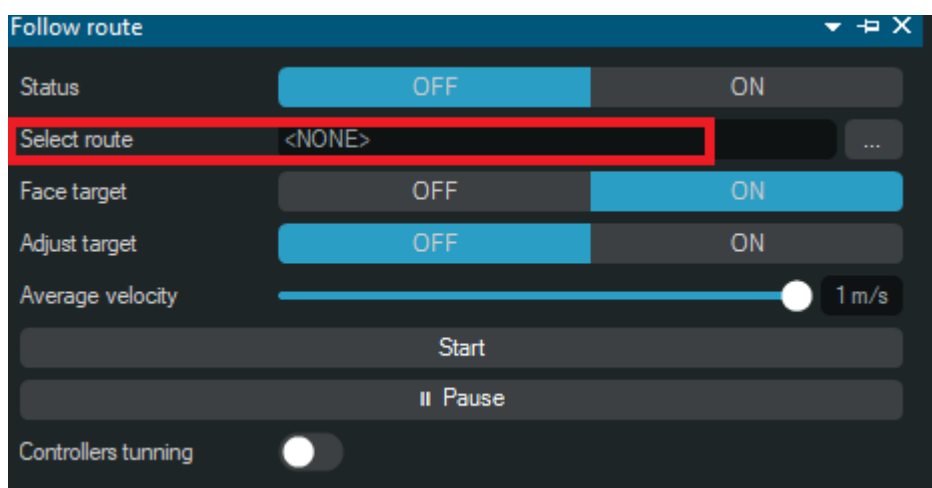 Follow route
Status OFF ON
Select route <NONE> ...
Face target OFF ON
Adjust target OFF ON
Average velocity 1 m/s
Start
Pause
Controllers tunning